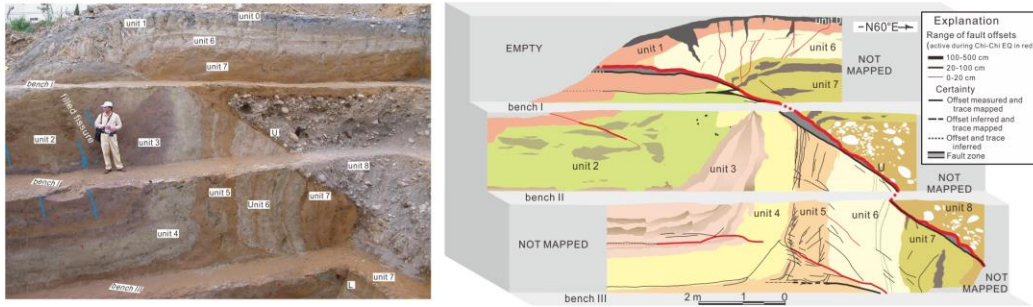 unit 0
unit 1
unit 6
unit 7
bench I
filled fissure
unit 2
unit 3
U
unit 8
bench II
unit 5
Unit 6
unit 7
unit 4
unit 7
bench III
L
EMPTY
unit 1
unit 0
unit 6
NOT
MAPPED
unit 7
bench I
unit 2
unit 3
U
NOT
MAPPED
bench II
NOT MAPPED
unit 4
unit 5
unit 6
unit 8
unit 7
NOT
MAPPED
bench III
2 m
1
0
N60°E
Explanation
Range of fault offsets
(active during Chi-Chi EQ in red)
100-500 cm
20-100 cm
0-20 cm
Certainty
Offset measured and
trace mapped
Offset inferred and
trace mapped
Offset and trace
inferred
Fault zone